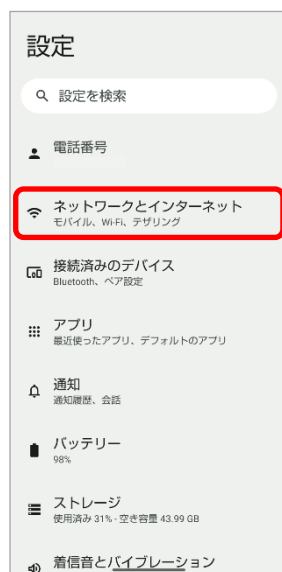 設定
設定を検索
電話番号
ネットワークとインターネット
モバイル、Wi-Fi、テザリング
接続済みのデバイス
Bluetooth、ペア設定
アプリ
最近使ったアプリ、デフォルトのアプリ
通知
通知履歴、会話
バッテリー
98%
ストレージ
使用済み 31% - 空き容量 43.99 GB
着信音とバイブレーション